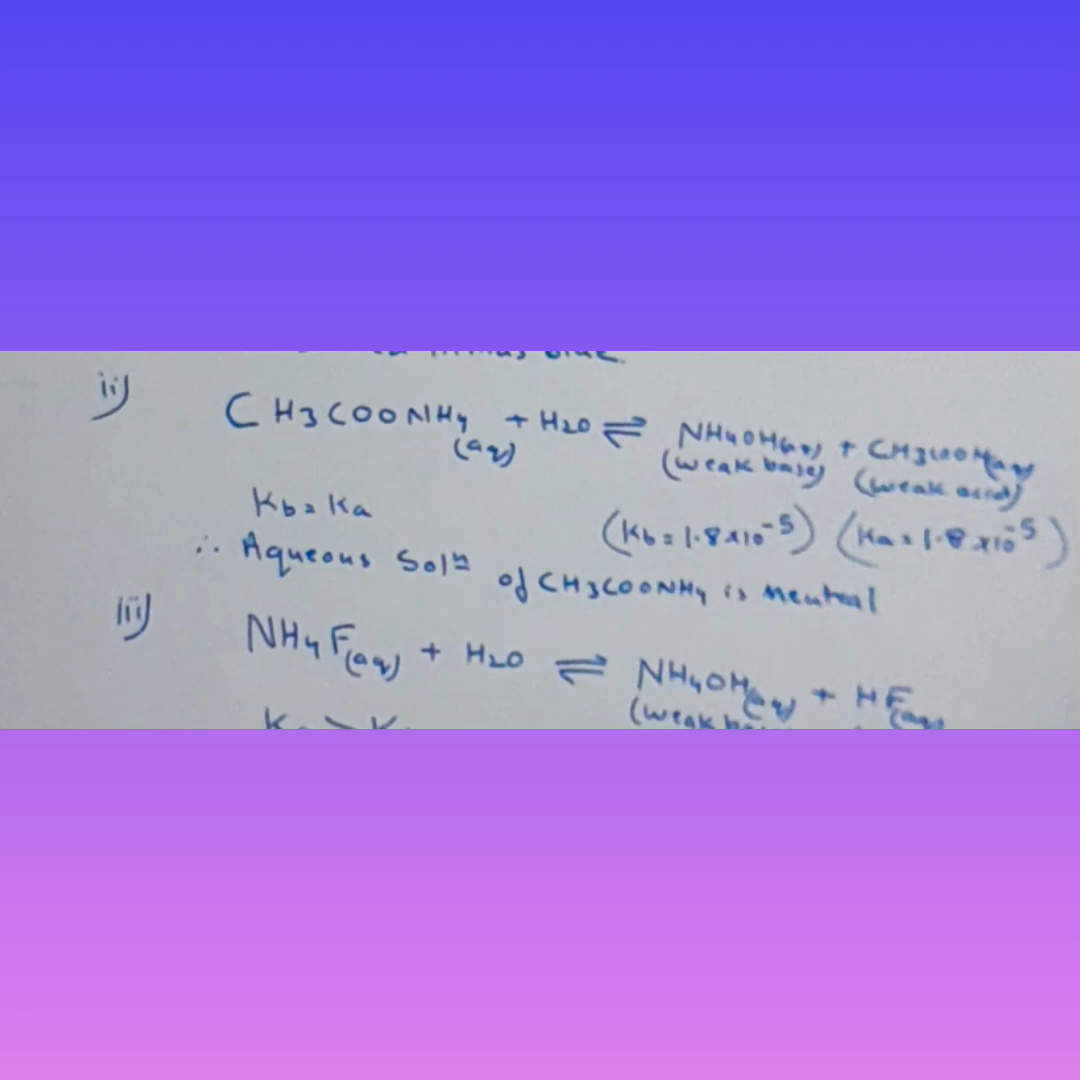 ii)
CH3COONH4(aq) + H2O ⇌ NH4OH(aq) + CH3COOH(aq)
(weak base) (weak acid)
Kb = Ka (Kb = 1.8×10⁻⁵) (Ka = 1.8×10⁻⁵)
∴ Aqueous Solⁿ of CH3COONH4 is neutral
iii)
NH4F(aq) + H2O ⇌ NH4OH(aq) + HF(aq)
(weak